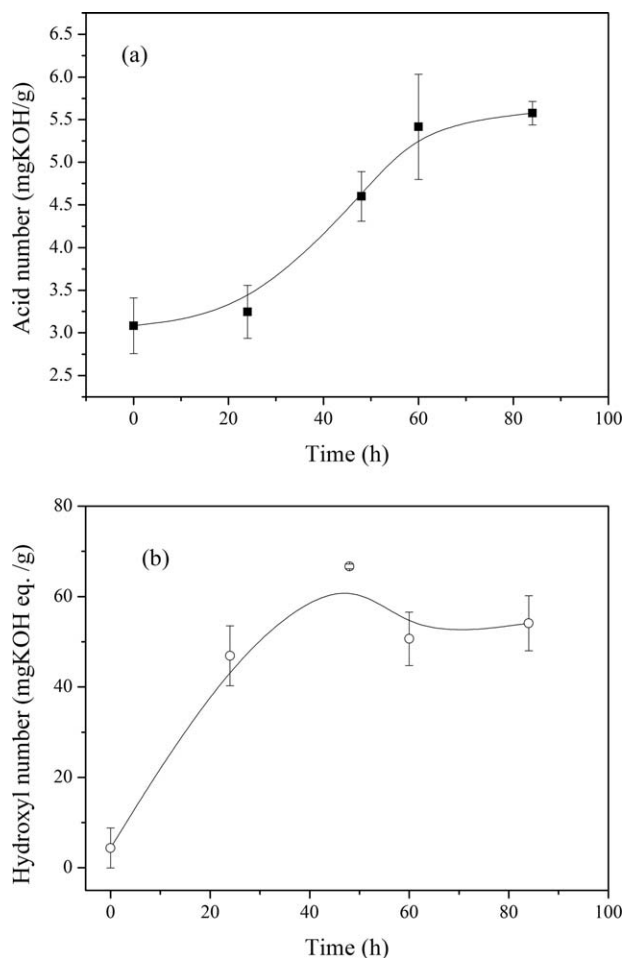 (a)
Acid number (mgKOH/g)
6.5
6.0
5.5
5.0
4.5
4.0
3.5
3.0
2.5
0 20 40 60 80 100
Time (h)
(b)
Hydroxyl number (mgKOH eq. /g)
80
60
40
20
0
0 20 40 60 80 100
Time (h)